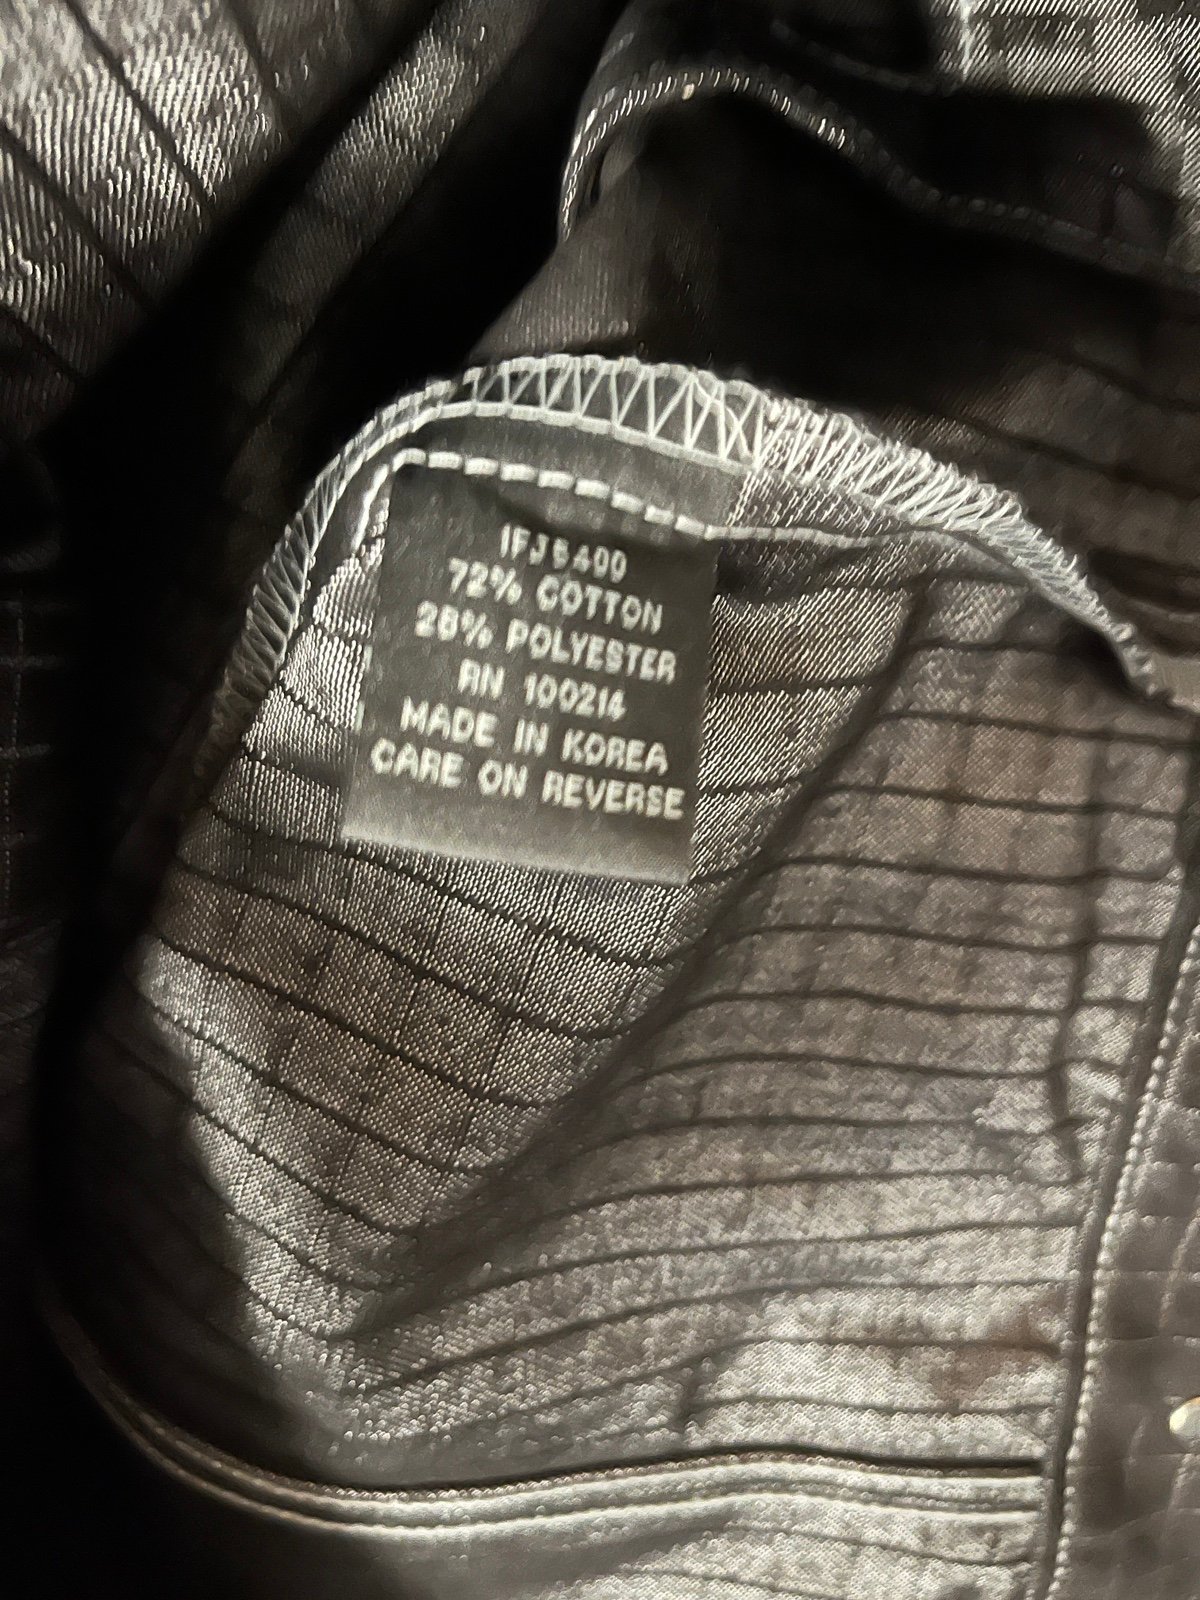 IFJ5400
72% COTTON
28% POLYESTER
RN 100214
MADE IN KOREA
CARE ON REVERSE